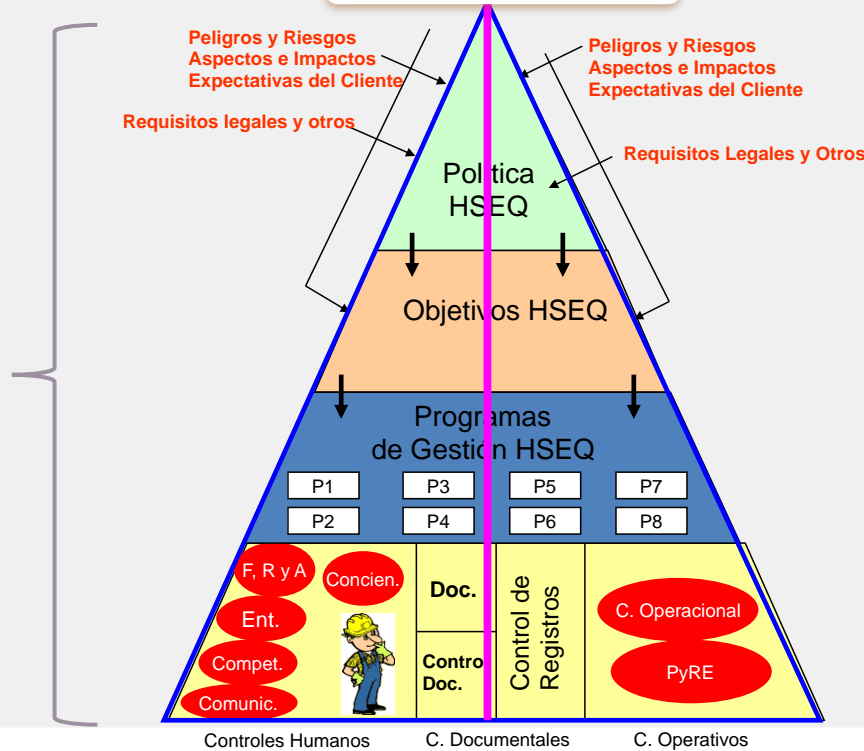 Peligros y Riesgos
Aspectos e Impactos
Expectativas del Cliente
Requisitos legales y otros
Peligros y Riesgos
Aspectos e Impactos
Expectativas del Cliente
Requisitos Legales y Otros
Política
HSEQ
Objetivos HSEQ
Programas
de Gestión HSEQ
P1
P3
P5
P7
P2
P4
P6
P8
F, R y A
Concien.
Ent.
Compet.
Comunic.
Doc.
Contro
Doc.
Control de
Registros
C. Operacional
PyRE
Controles Humanos
C. Documentales
C. Operativos